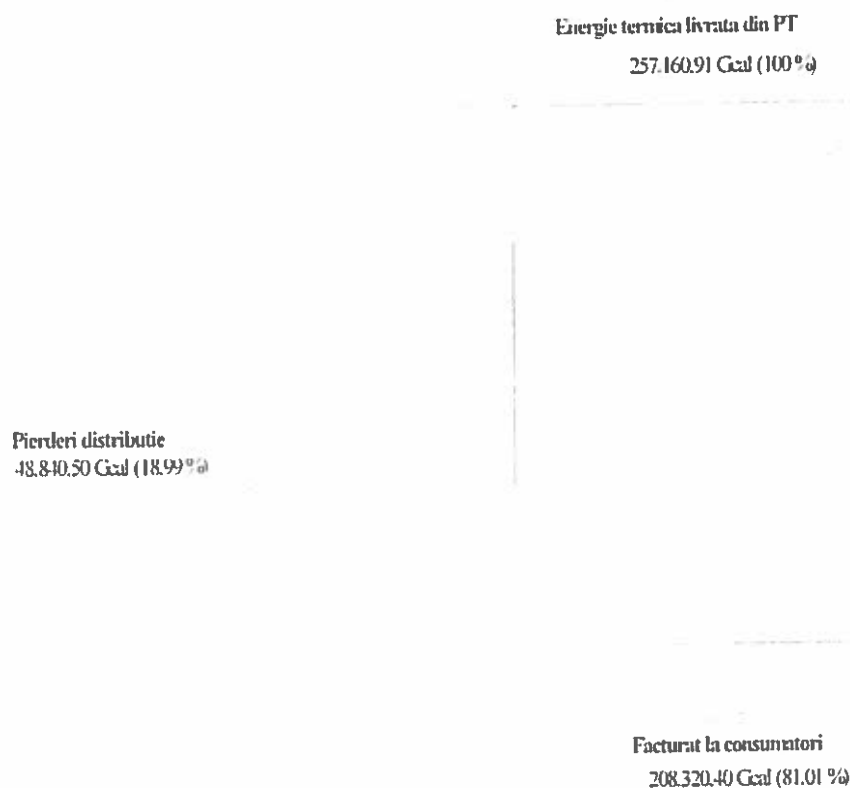 Energie termica livrata din PT
257.160.91 Gcal (100 %)
Pierderi distributie
48.840.50 Gcal (18.99 %)
Facturat la consumatori
208.320.40 Gcal (81.01 %)